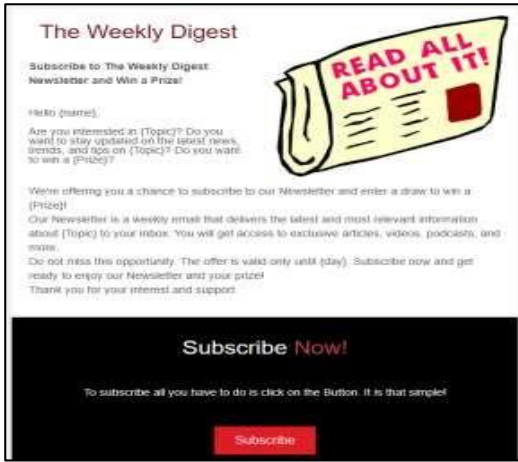 The Weekly Digest
READ ALL
ABOUT IT!
Subscribe to The Weekly Digest
Newsletter and Win a Prize!
Hello {name},
Are you interested in {Topic}? Do you
want to stay updated on the latest news,
trends, and tips on {Topic}? Do you want
to win a {Prize}?
We're offering you a chance to subscribe to our Newsletter and enter a draw to win a
{Prize}!
Our Newsletter is a weekly email that delivers the latest and most relevant information
about {Topic} to your inbox. You will get access to exclusive articles, videos, podcasts, and
more.
Do not miss this opportunity. The offer is valid only until {day}. Subscribe now and get
ready to enjoy our Newsletter and your prize!
Thank you for your interest and support
Subscribe Now!
To subscribe all you have to do is click on the Button. It is that simple!
Subscribe